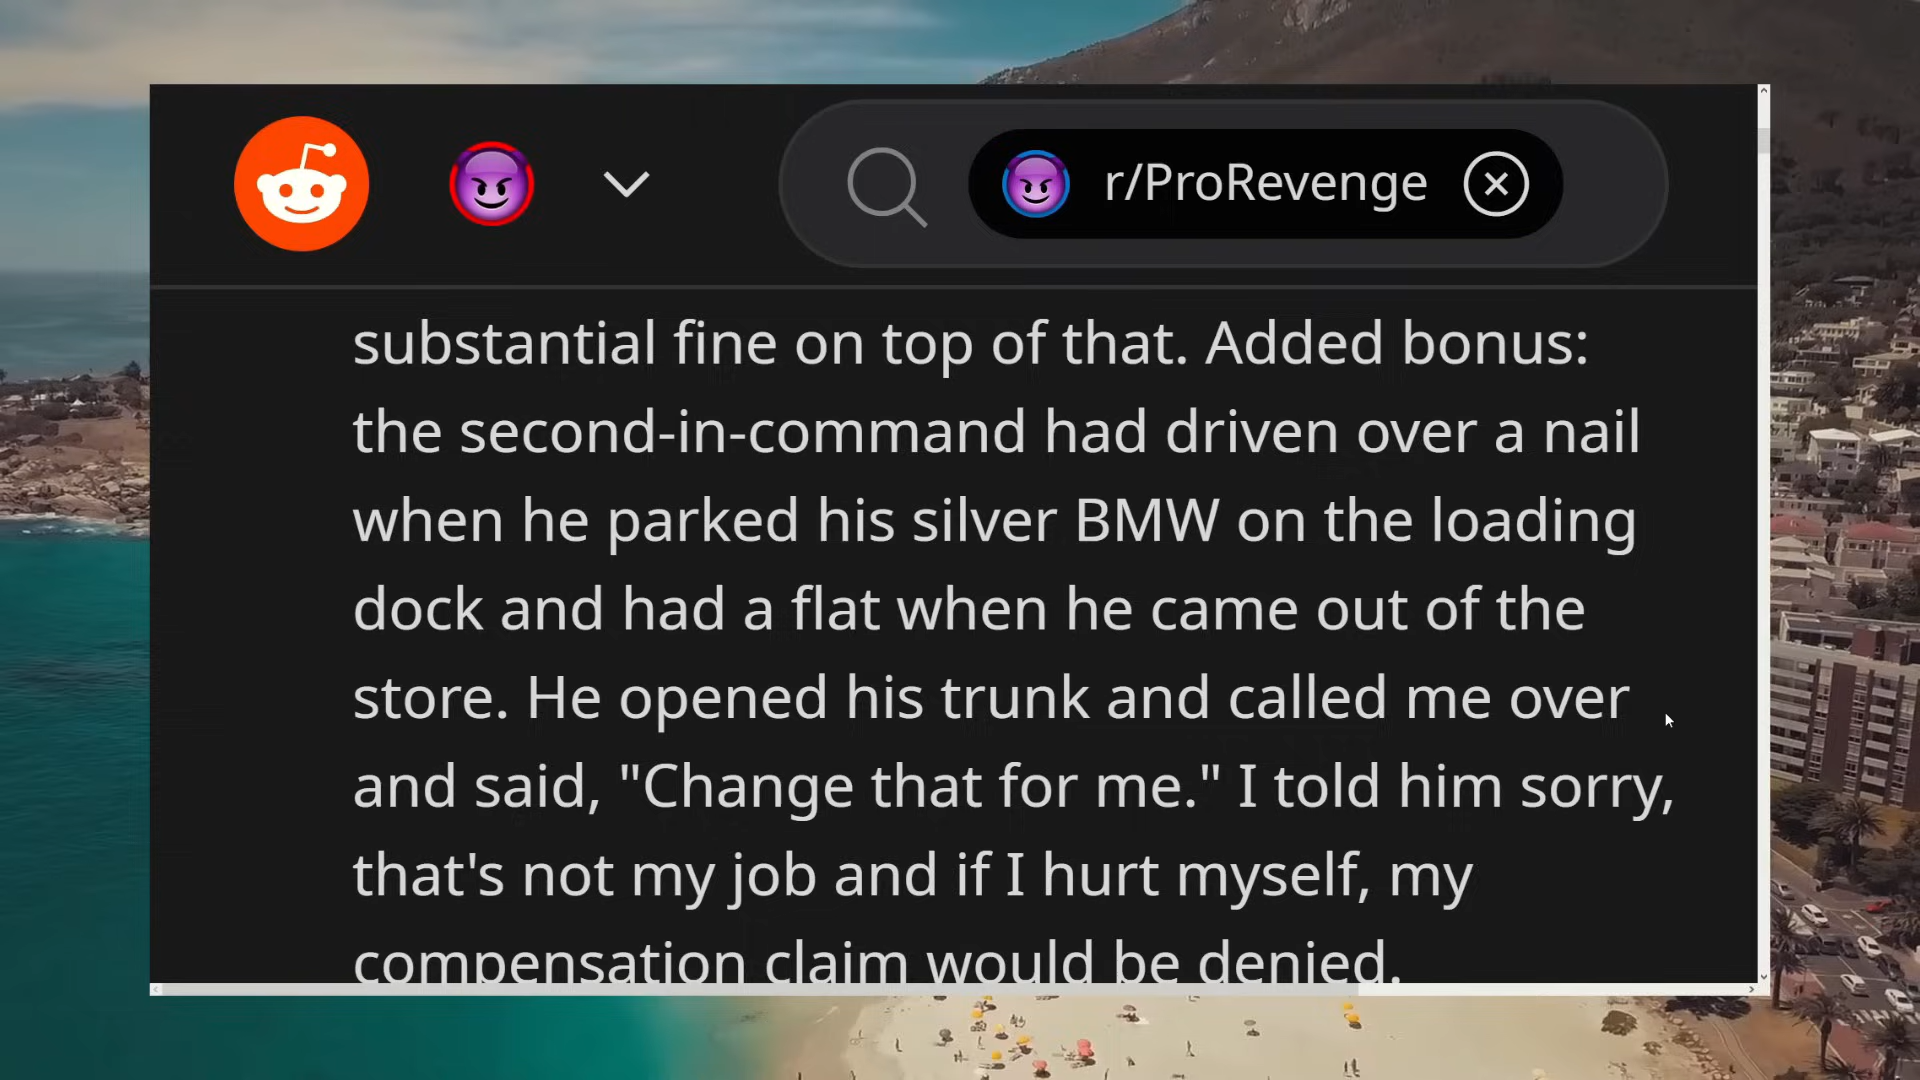 r/ProRevenge
substantial fine on top of that. Added bonus:
the second-in-command had driven over a nail
when he parked his silver BMW on the loading
dock and had a flat when he came out of the
store. He opened his trunk and called me over
and said, "Change that for me." I told him sorry,
that's not my job and if I hurt myself, my
compensation claim would be denied.